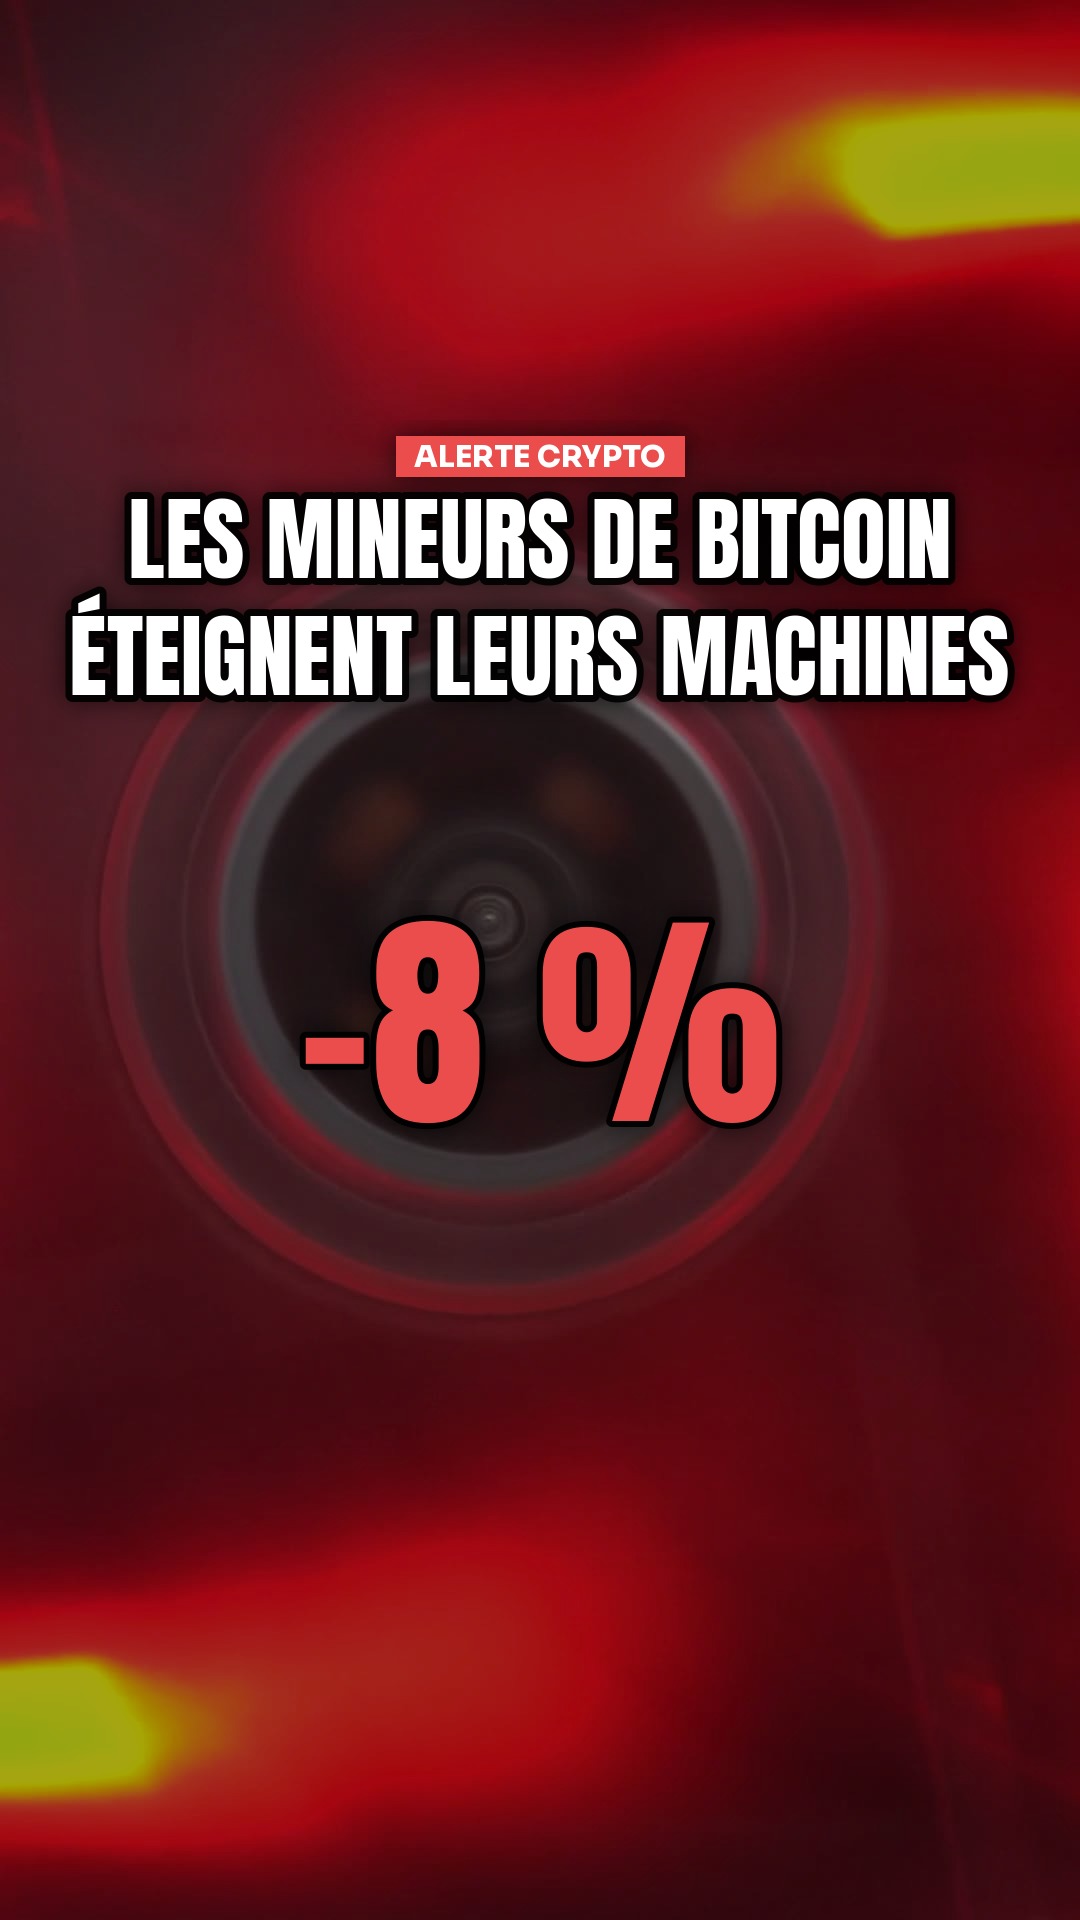 ALERTE CRYPTO
LES MINEURS DE BITCOIN
ÉTEIGNENT LEURS MACHINES
-8 %